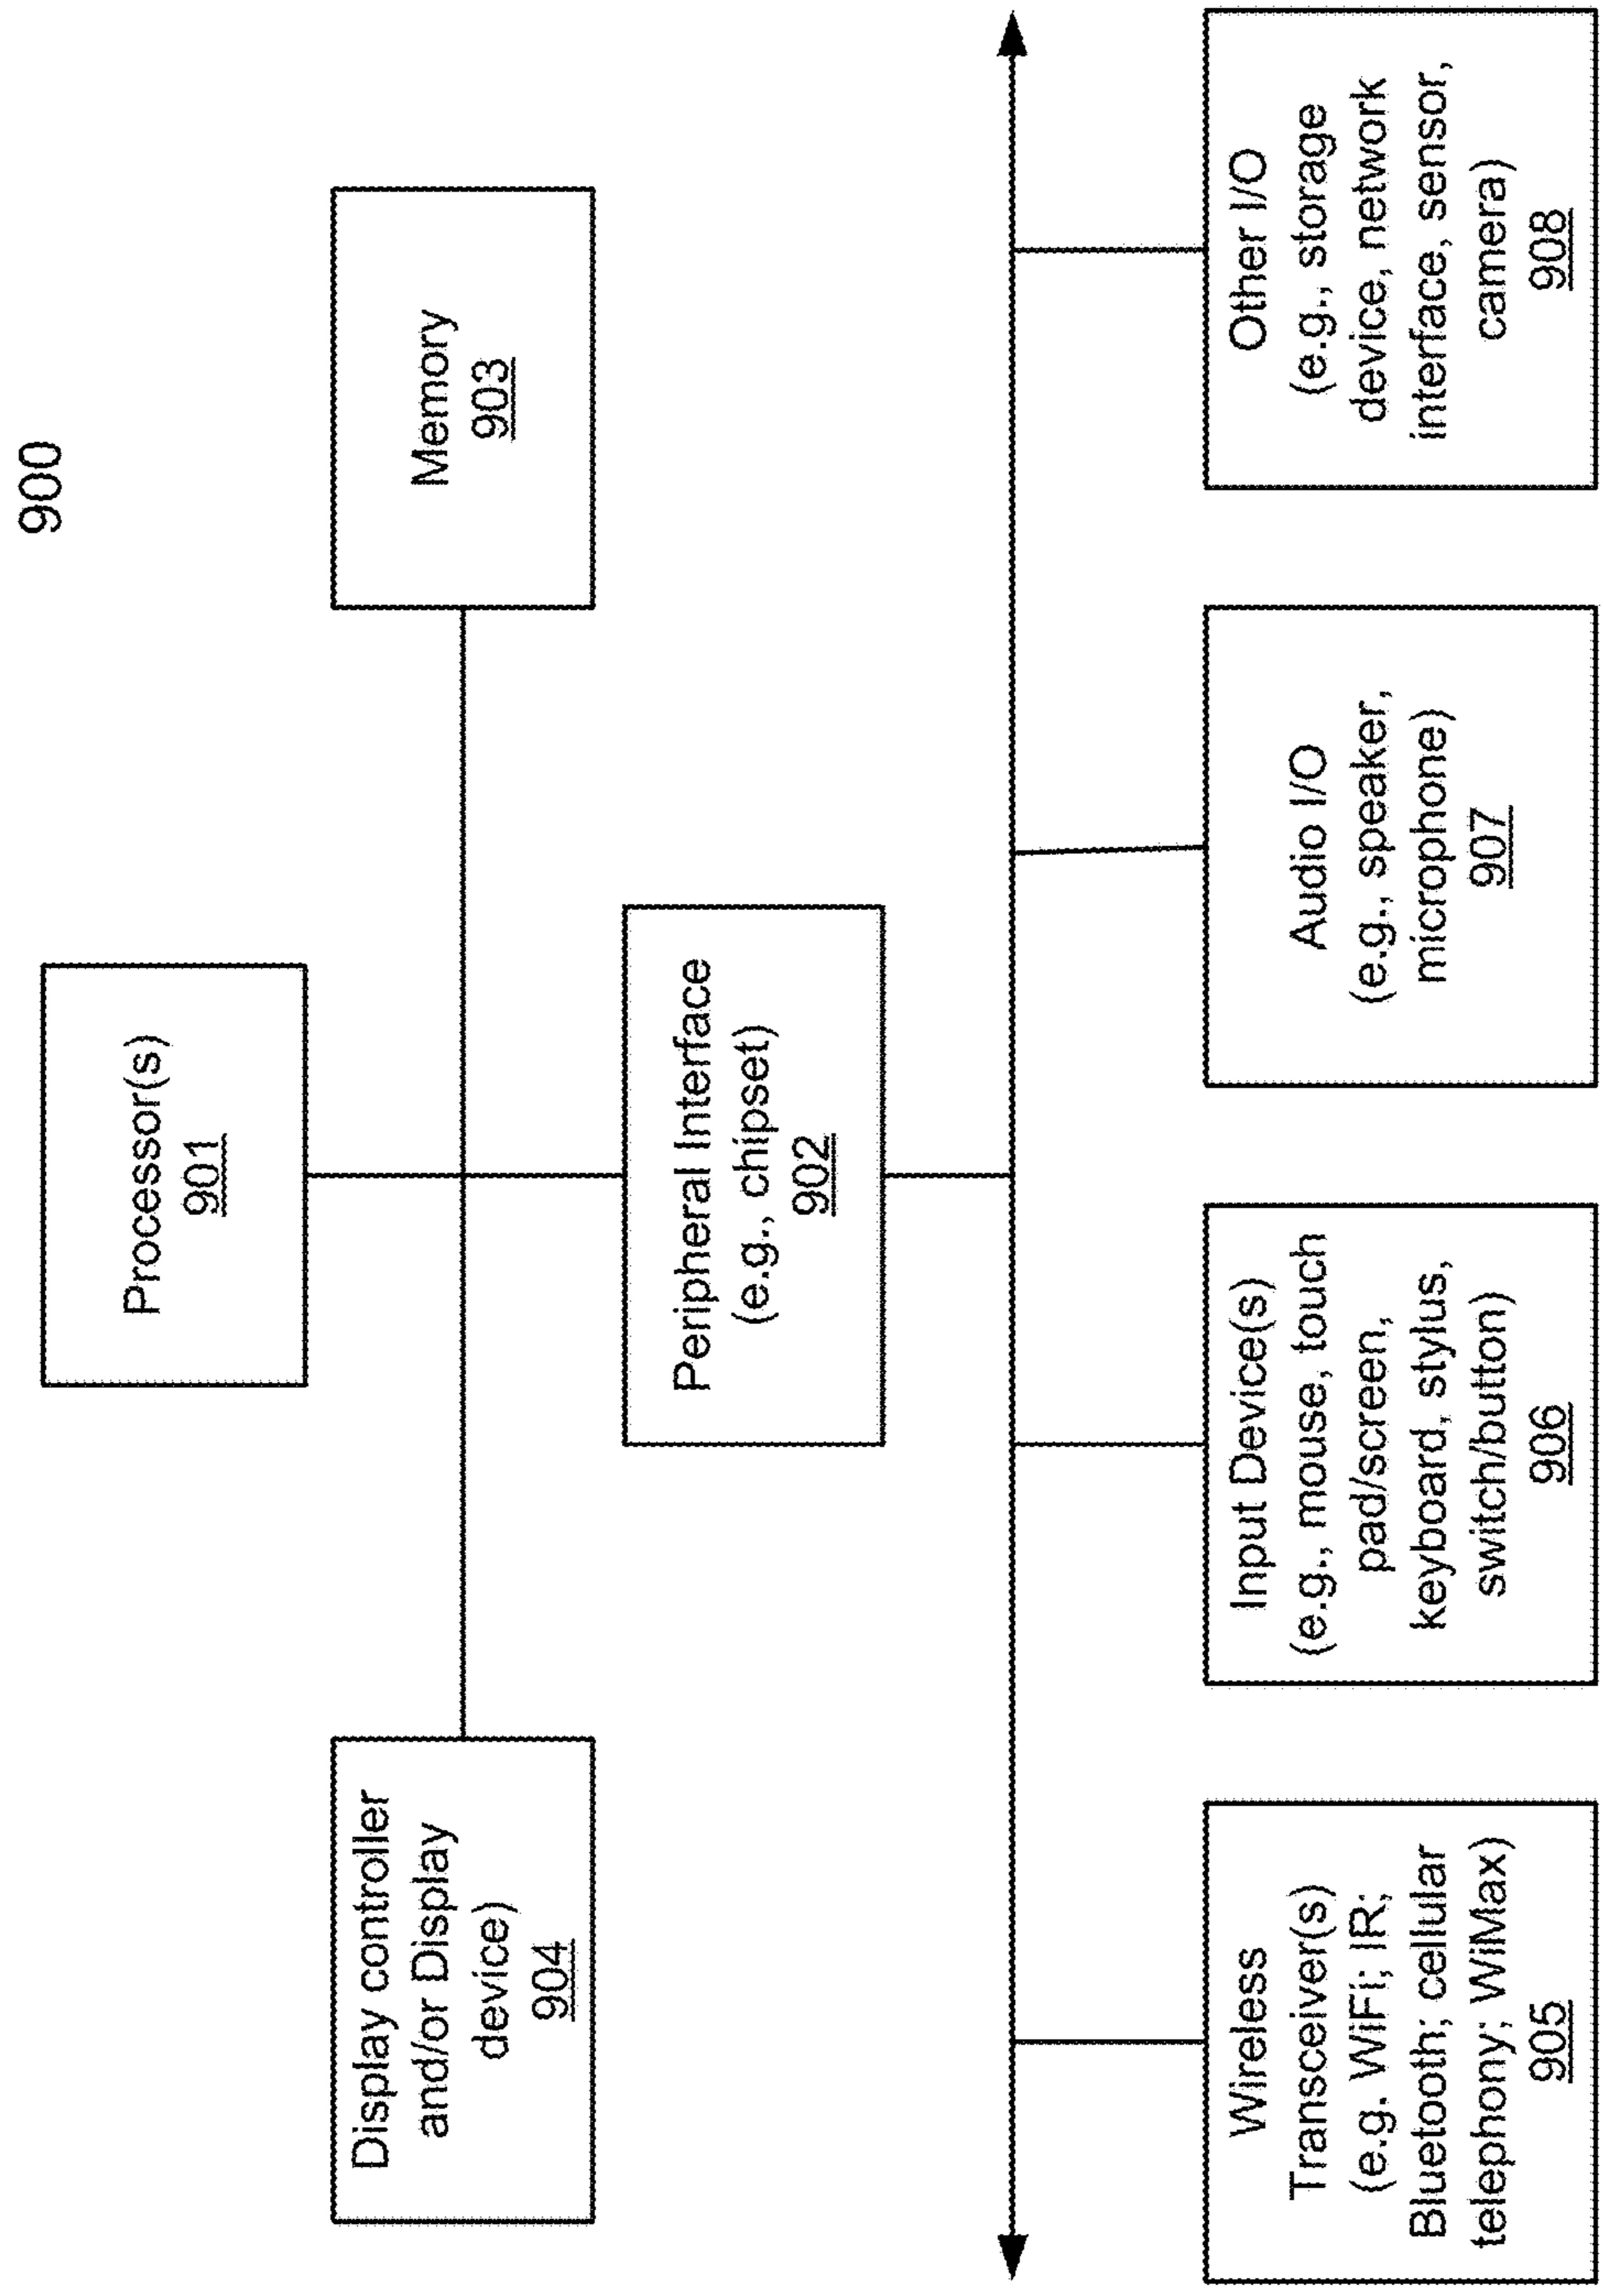 900
Processor(s)
901
Display controller
and/or Display
device)
904
Memory
903
Peripheral Interface
(e.g., chipset)
902
Wireless
Transceiver(s)
(e.g. WiFi; IR;
Bluetooth; cellular
telephony; WiMax)
905
Input Device(s)
(e.g., mouse, touch
pad/screen,
keyboard, stylus,
switch/button)
906
Audio I/O
(e.g., speaker,
microphone)
907
Other I/O
(e.g., storage
device, network
interface, sensor,
camera)
908